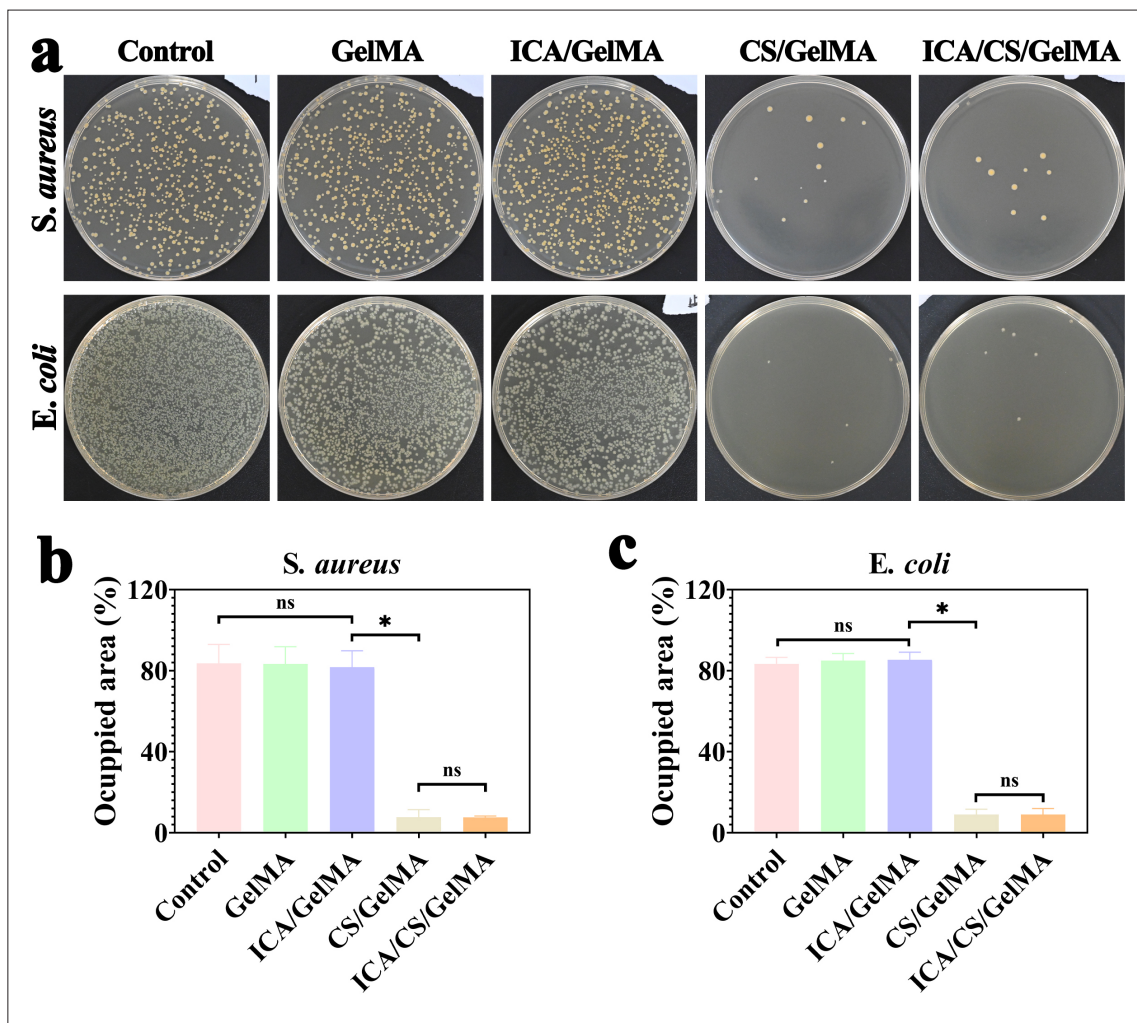 a
Control GelMA ICA/GelMA CS/GelMA ICA/CS/GelMA
S. aureus
E. coli
b
S. aureus
Ocuppied area (%)
120
80
40
0
ns
*
ns
Control
GelMA
ICA/GelMA
CS/GelMA
ICA/CS/GelMA
c
E. coli
Ocuppied area (%)
120
80
40
0
ns
*
ns
Control
GelMA
ICA/GelMA
CS/GelMA
ICA/CS/GelMA